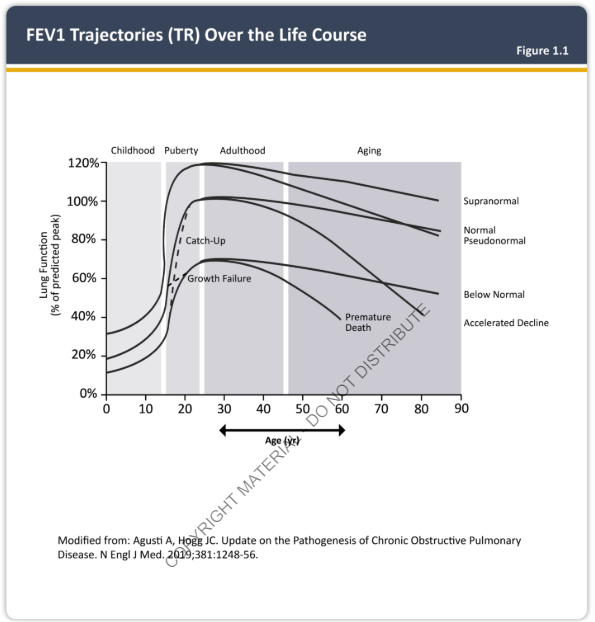 FEV1 Trajectories (TR) Over the Life Course
Figure 1.1
Childhood Puberty Adulthood Aging
120%
100%
80%
60%
40%
20%
0%
Lung Function
(% of predicted peak)
Catch-Up
Growth Failure
Premature
Death
Supranormal
Normal
Pseudonormal
Below Normal
Accelerated Decline
0 10 20 30 40 50 60 70 80 90
Age (yr)
COPYRIGHT MATERIAL - DO NOT DISTRIBUTE
Modified from: Agusti A, Hogg JC. Update on the Pathogenesis of Chronic Obstructive Pulmonary
Disease. N Engl J Med. 2019;381:1248-56.